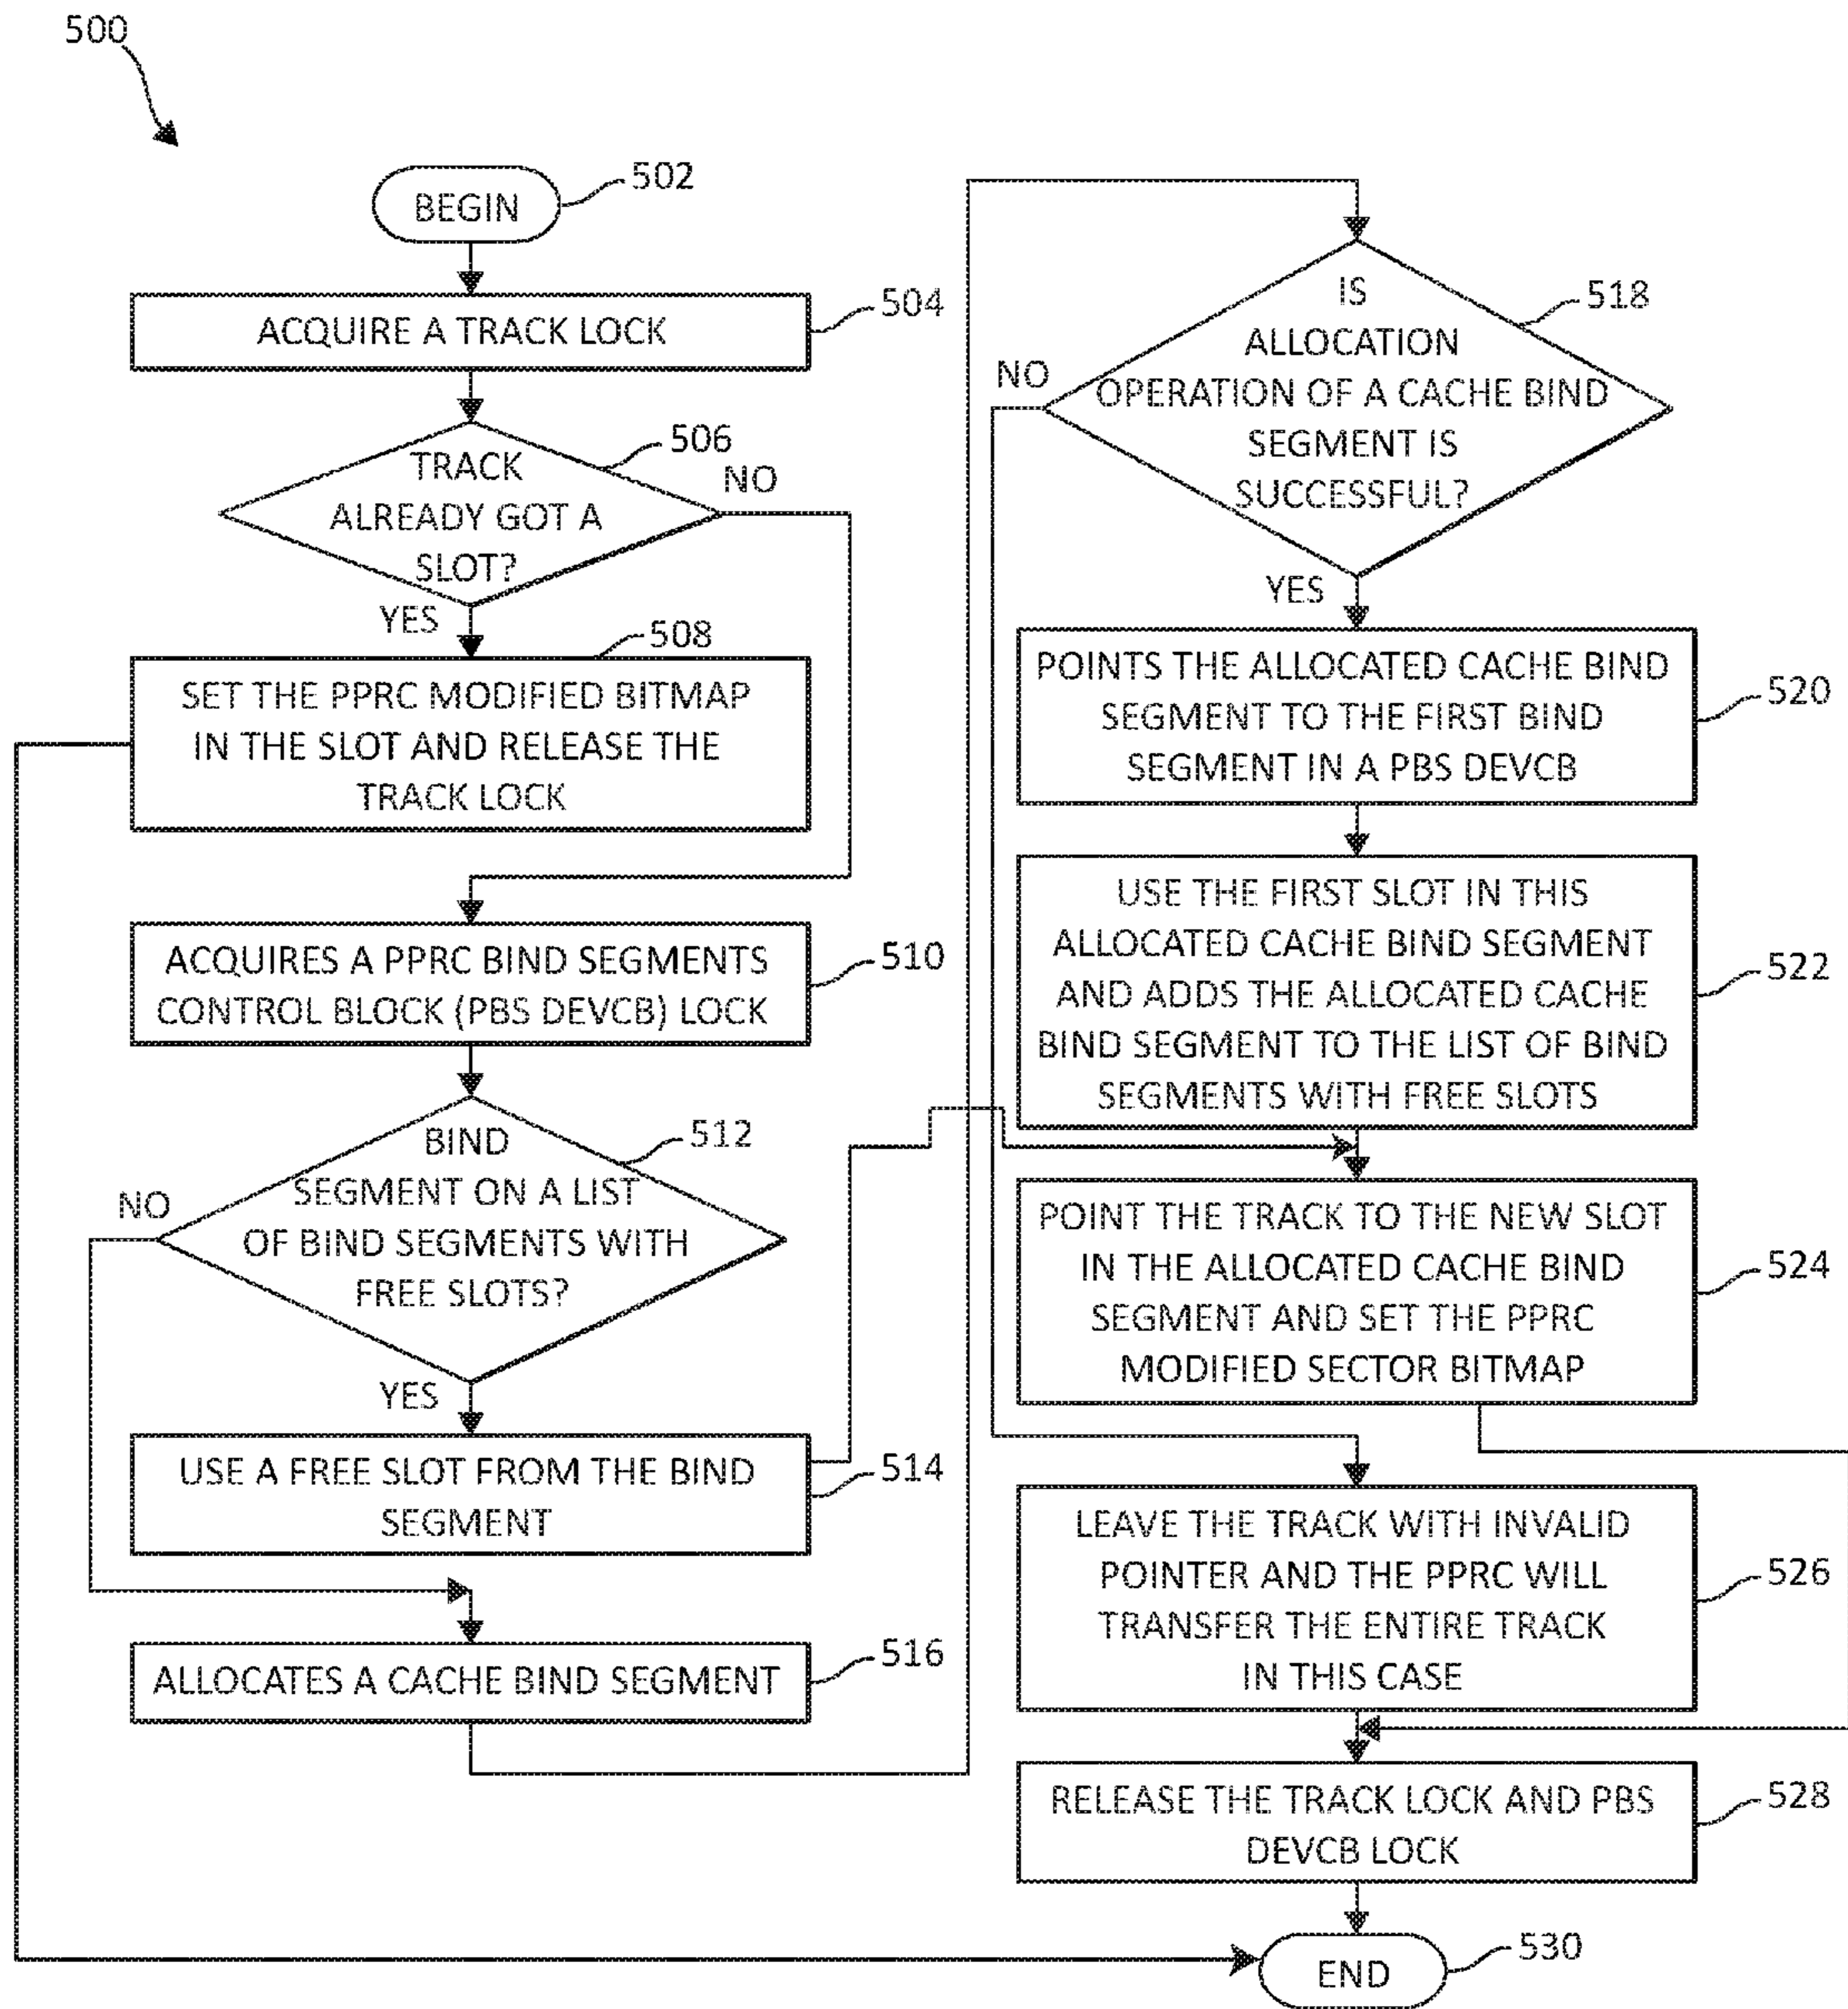 500
BEGIN
502
ACQUIRE A TRACK LOCK
504
TRACK
ALREADY GOT A
SLOT?
506
NO
YES
508
SET THE PPRC MODIFIED BITMAP
IN THE SLOT AND RELEASE THE
TRACK LOCK
ACQUIRES A PPRC BIND SEGMENTS
CONTROL BLOCK (PBS DEVCB) LOCK
510
BIND
SEGMENT ON A LIST
OF BIND SEGMENTS WITH
FREE SLOTS?
512
NO
YES
USE A FREE SLOT FROM THE BIND
SEGMENT
514
ALLOCATES A CACHE BIND SEGMENT
516
IS
ALLOCATION
OPERATION OF A CACHE BIND
SEGMENT IS
SUCCESSFUL?
518
NO
YES
POINTS THE ALLOCATED CACHE BIND
SEGMENT TO THE FIRST BIND
SEGMENT IN A PBS DEVCB
520
USE THE FIRST SLOT IN THIS
ALLOCATED CACHE BIND SEGMENT
AND ADDS THE ALLOCATED CACHE
BIND SEGMENT TO THE LIST OF BIND
SEGMENTS WITH FREE SLOTS
522
POINT THE TRACK TO THE NEW SLOT
IN THE ALLOCATED CACHE BIND
SEGMENT AND SET THE PPRC
MODIFIED SECTOR BITMAP
524
LEAVE THE TRACK WITH INVALID
POINTER AND THE PPRC WILL
TRANSFER THE ENTIRE TRACK
IN THIS CASE
526
RELEASE THE TRACK LOCK AND PBS
DEVCB LOCK
528
END
530